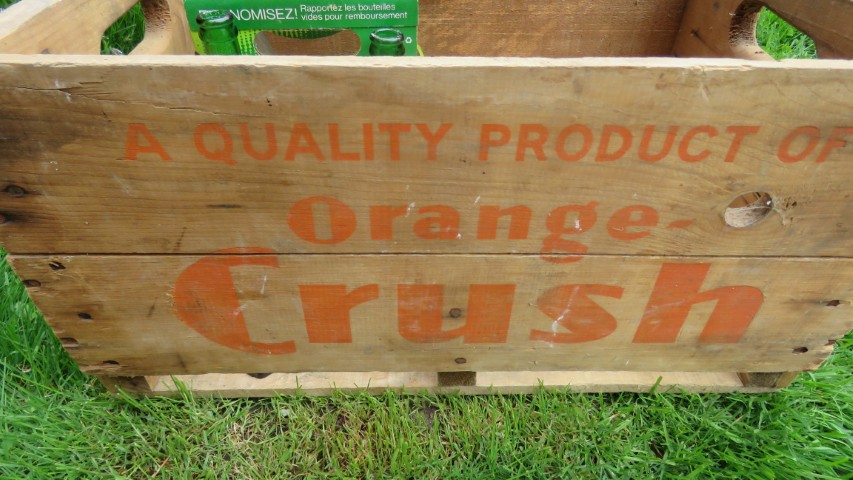 NOMISEZ! Rapportez les bouteilles
vides pour remboursement
A QUALITY PRODUCT OF
Orange-
Crush